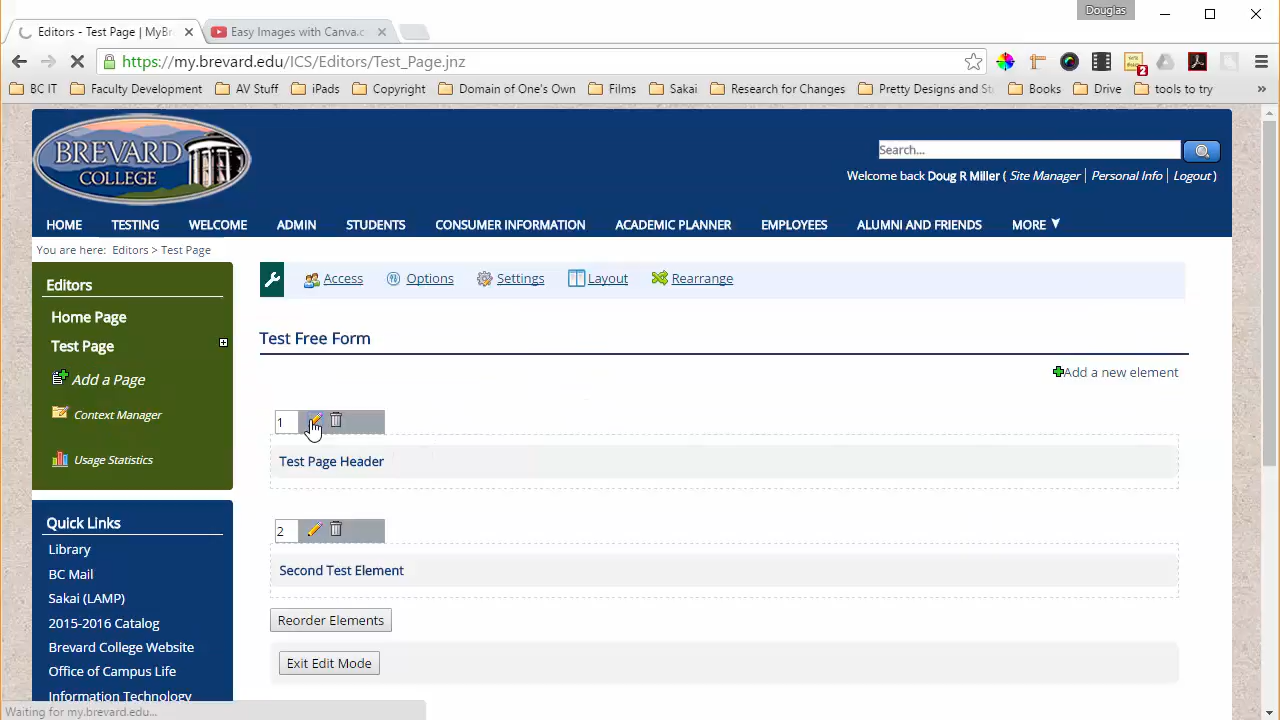 Douglas
Editors - Test Page | MyBr
Easy Images with Canva.c
https://my.brevard.edu/ICS/Editors/Test_Page.jnz
2
BC IT
Faculty Development
AV Stuff
iPads
Copyright
Domain of One's Own
Films
Sakai
Research for Changes
Pretty Designs and St
Books
Drive
tools to try
»
BREVARD
COLLEGE
Search...
Welcome back Doug R Miller ( Site Manager | Personal Info | Logout )
HOME
TESTING
WELCOME
ADMIN
STUDENTS
CONSUMER INFORMATION
ACADEMIC PLANNER
EMPLOYEES
ALUMNI AND FRIENDS
MORE
You are here: Editors > Test Page
Editors
Home Page
Test Page
Add a Page
Context Manager
Usage Statistics
Quick Links
Library
BC Mail
Sakai (LAMP)
2015-2016 Catalog
Brevard College Website
Office of Campus Life
Information Technology
Access
Options
Settings
Layout
Rearrange
Test Free Form
Add a new element
1
Test Page Header
2
Second Test Element
Reorder Elements
Exit Edit Mode
Waiting for my.brevard.edu...